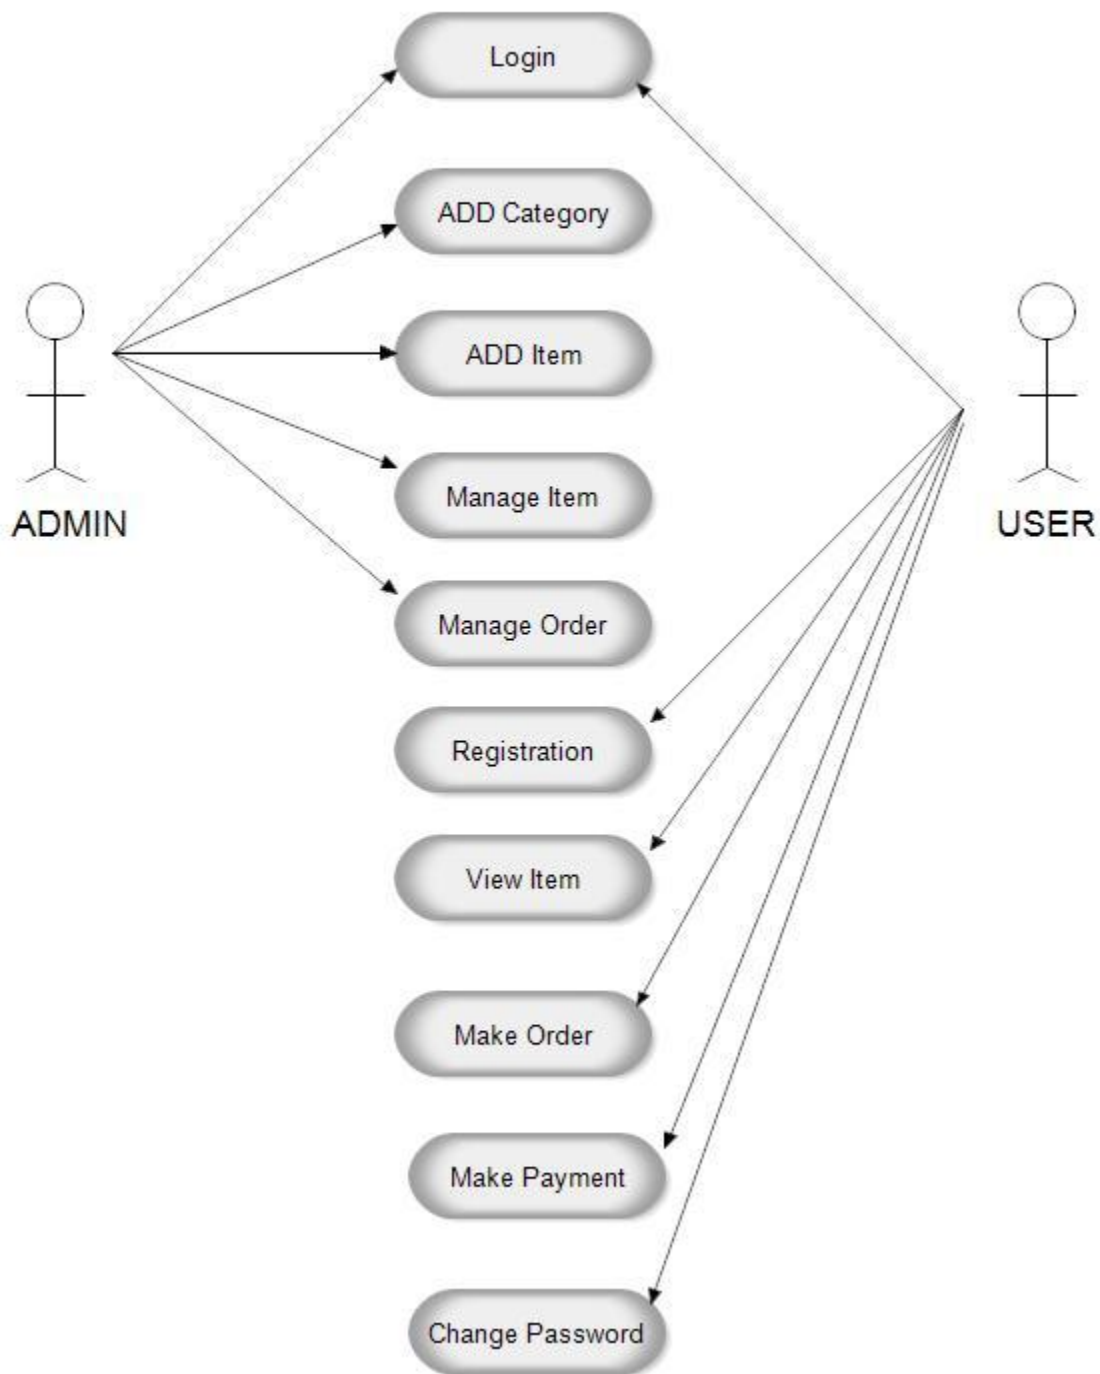 Login
ADD Category
ADD Item
Manage Item
ADMIN
USER
Manage Order
Registration
View Item
Make Order
Make Payment
Change Password